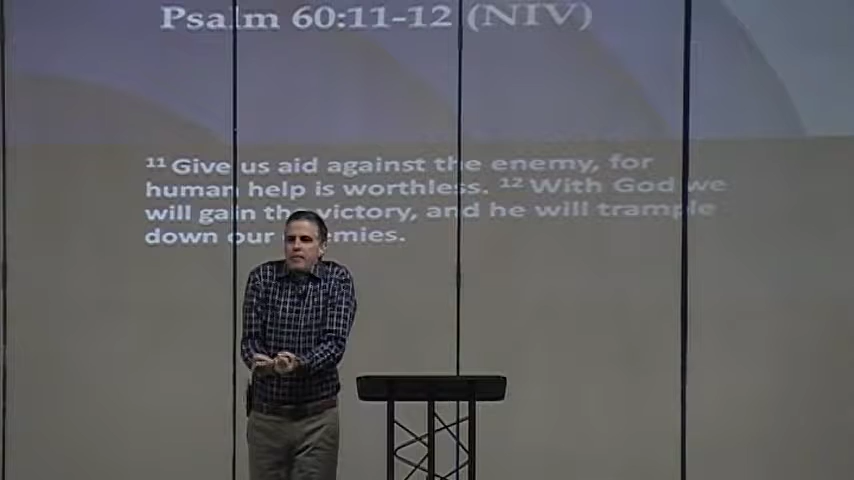 Psalm 60:11-12 (NIV)
11 Give us aid against the enemy, for
human help is worthless. 12 With God we
will gain the victory, and he will trample
down our emies.